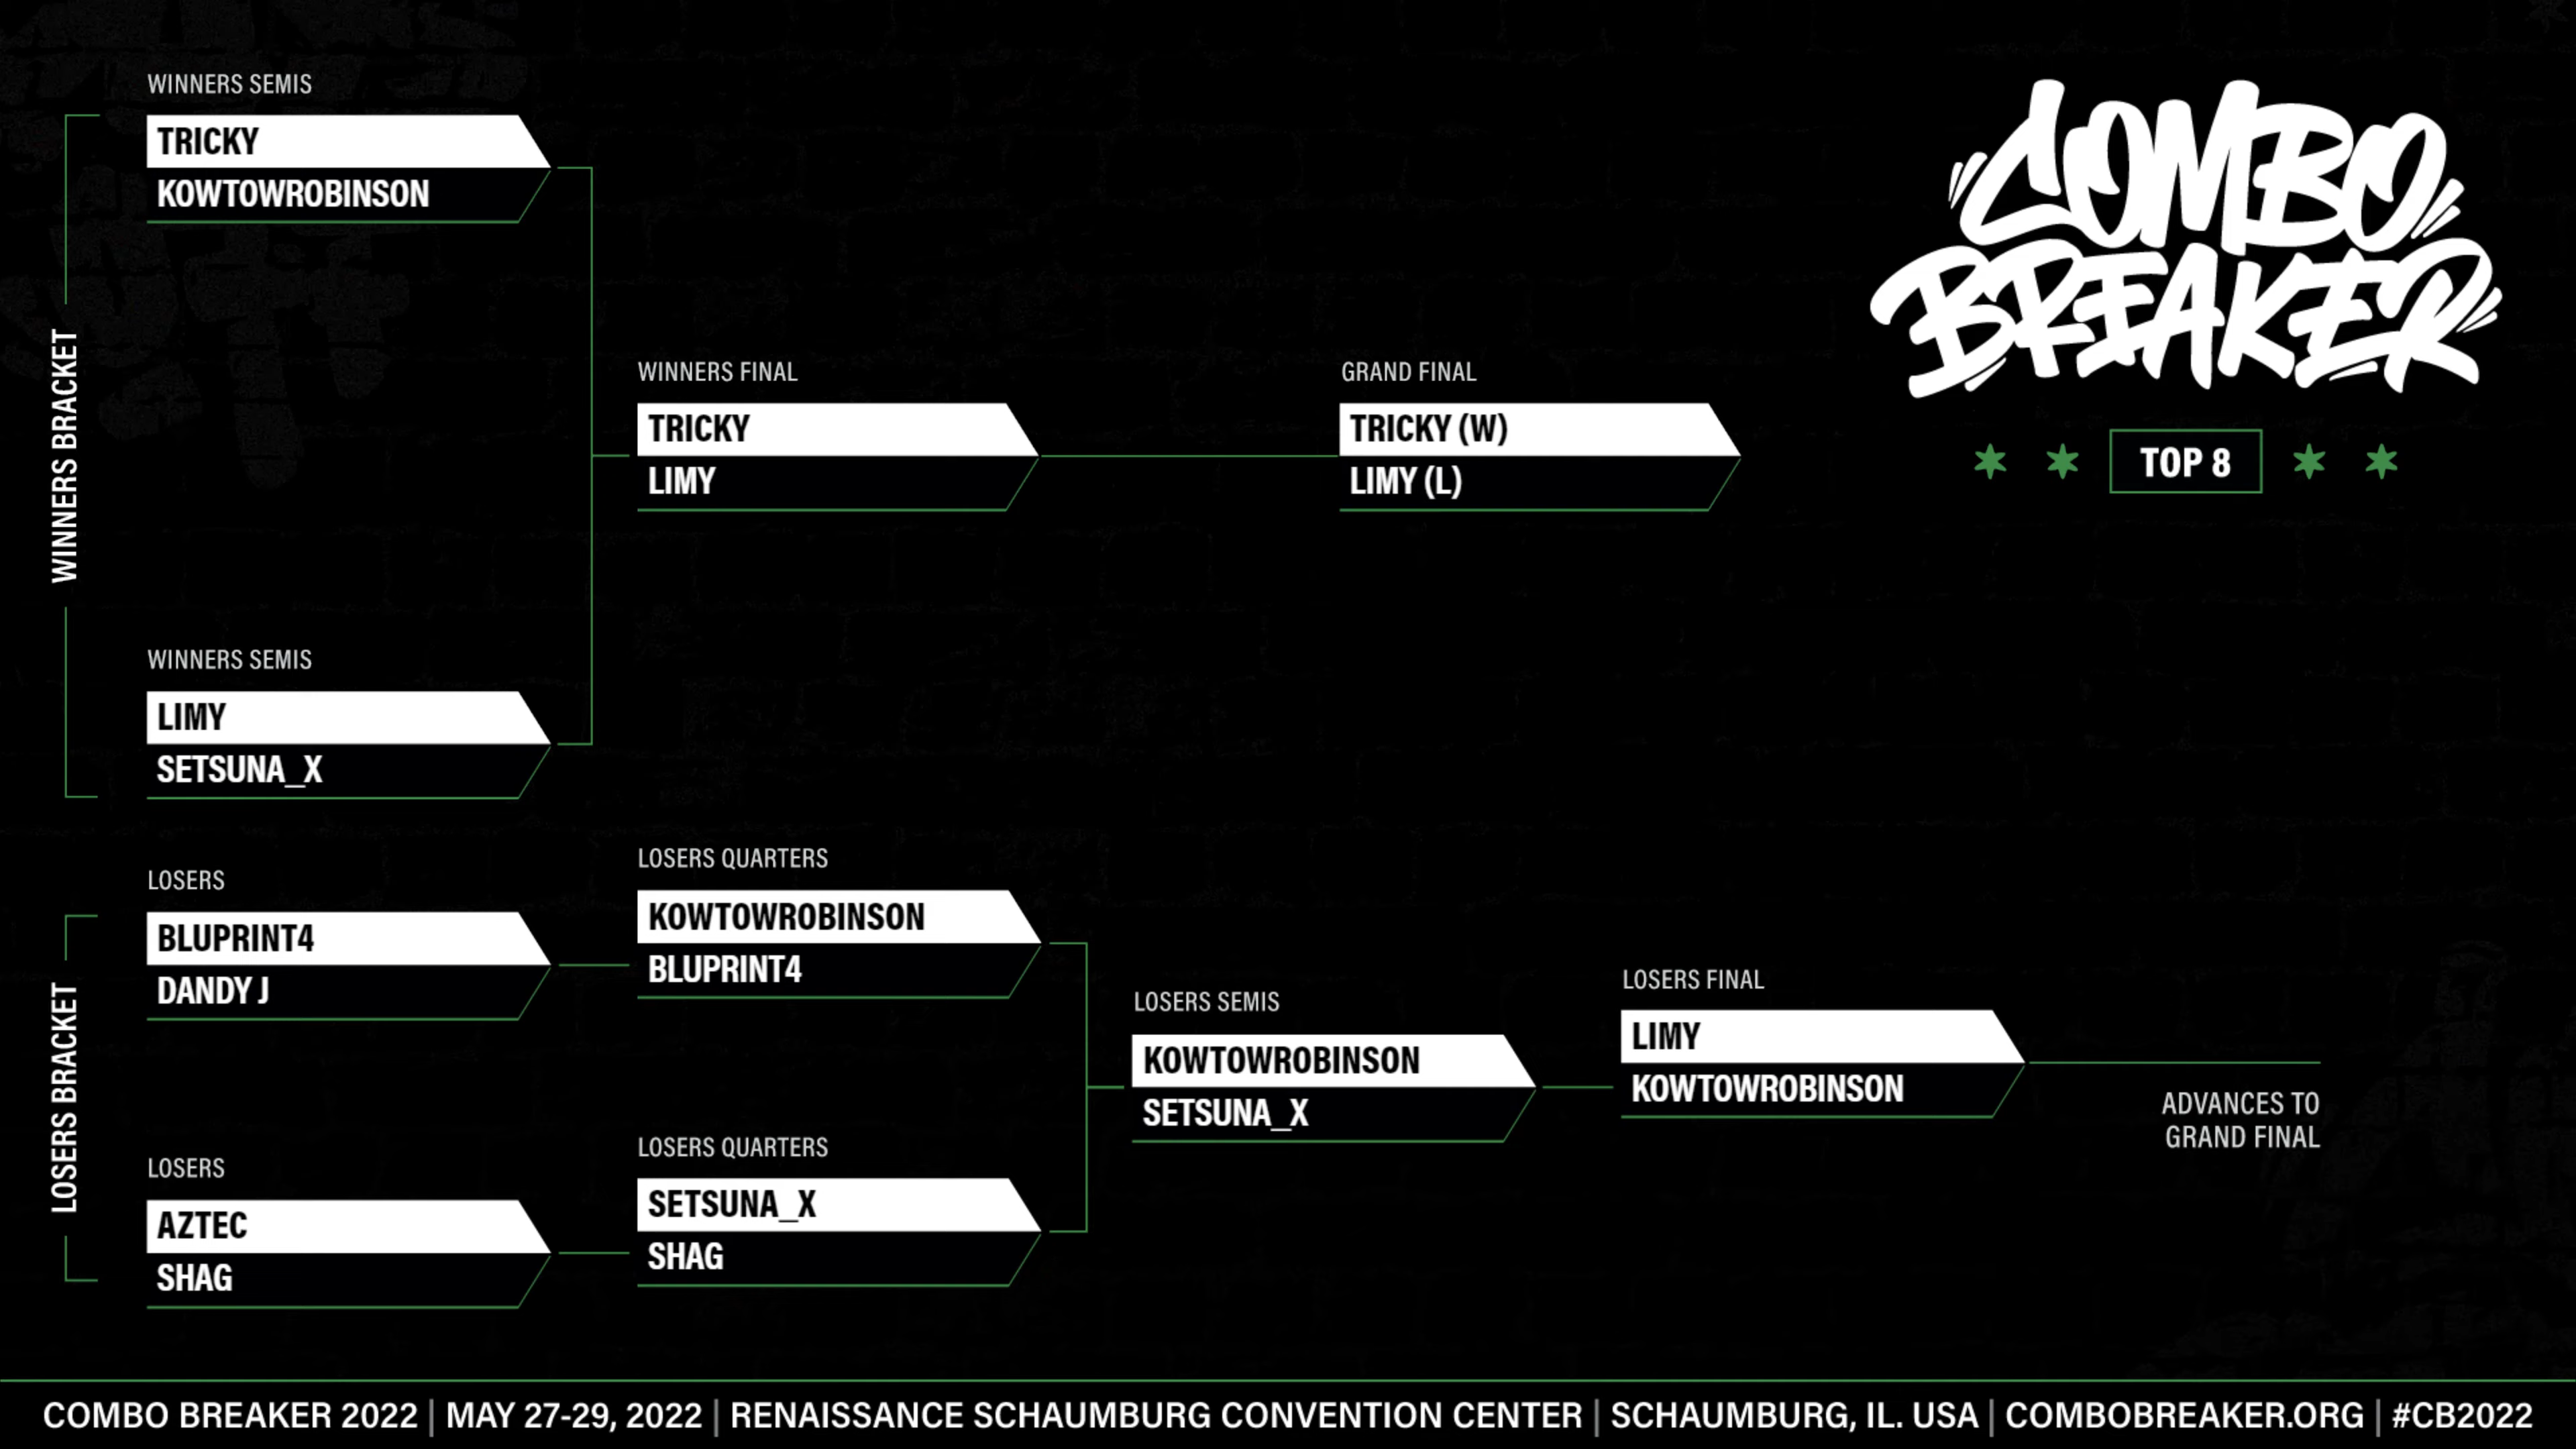 WINNERS BRACKET
WINNERS SEMIS
TRICKY
KOWTOWROBINSON
WINNERS SEMIS
LIMY
SETSUNA_X
WINNERS FINAL
TRICKY
LIMY
GRAND FINAL
TRICKY (W)
LIMY (L)
COMBO
BREAKER
TOP 8
LOSERS BRACKET
LOSERS
BLUPRINT4
DANDY J
LOSERS
AZTEC
SHAG
LOSERS QUARTERS
KOWTOWROBINSON
BLUPRINT4
LOSERS QUARTERS
SETSUNA_X
SHAG
LOSERS SEMIS
KOWTOWROBINSON
SETSUNA_X
LOSERS FINAL
LIMY
KOWTOWROBINSON
ADVANCES TO
GRAND FINAL
COMBO BREAKER 2022 | MAY 27-29, 2022 | RENAISSANCE SCHAUMBURG CONVENTION CENTER | SCHAUMBURG, IL. USA | COMBOBREAKER.ORG | #CB2022